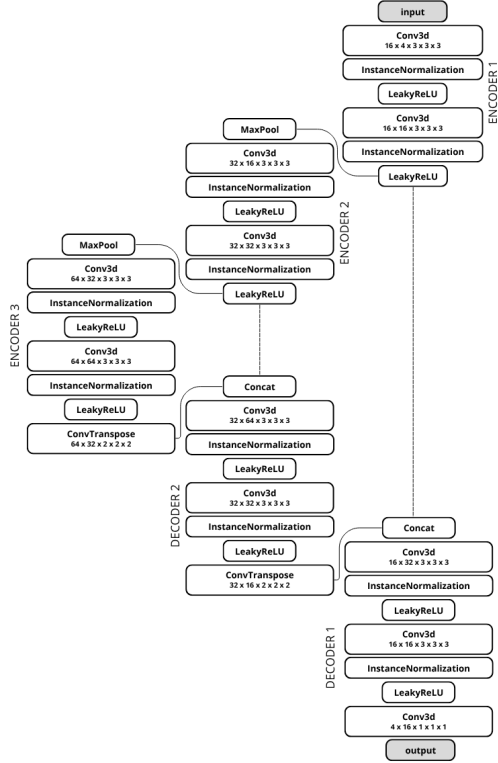 input
Conv3d
16 x 4 x 3 x 3 x 3
InstanceNormalization
LeakyReLU
Conv3d
16 x 16 x 3 x 3 x 3
InstanceNormalization
LeakyReLU
ENCODER 1
MaxPool
Conv3d
32 x 16 x 3 x 3 x 3
InstanceNormalization
LeakyReLU
Conv3d
32 x 32 x 3 x 3 x 3
InstanceNormalization
LeakyReLU
ENCODER 2
MaxPool
Conv3d
64 x 32 x 3 x 3 x 3
InstanceNormalization
LeakyReLU
Conv3d
64 x 64 x 3 x 3 x 3
InstanceNormalization
LeakyReLU
ConvTranspose
64 x 32 x 2 x 2 x 2
ENCODER 3
Concat
Conv3d
32 x 64 x 3 x 3 x 3
InstanceNormalization
LeakyReLU
Conv3d
32 x 32 x 3 x 3 x 3
InstanceNormalization
LeakyReLU
ConvTranspose
32 x 16 x 2 x 2 x 2
DECODER 2
Concat
Conv3d
16 x 32 x 3 x 3 x 3
InstanceNormalization
LeakyReLU
Conv3d
16 x 16 x 3 x 3 x 3
InstanceNormalization
LeakyReLU
Conv3d
4 x 16 x 1 x 1 x 1
output
DECODER 1